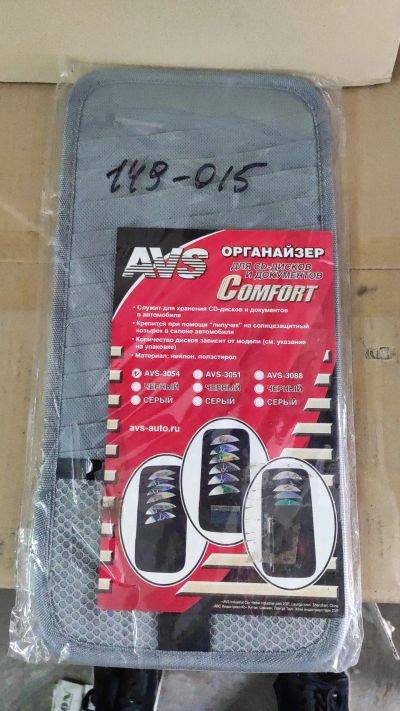 149-015
AVS
ОРГАНАЙЗЕР
ДЛЯ CD-ДИСКОВ
И ДОКУМЕНТОВ
COMFORT
• Служит для хранения CD-дисков и документов
в автомобиле
• Крепится при помощи "липучек" на солнцезащитный
козырек в салоне автомобиля
• Количество дисков зависит от модели (см. указание
на упаковке)
• Материал: нейлон, полиэстирол
AVS-3054 AVS-3051 AVS-3088
ЧЕРНЫЙ ЧЕРНЫЙ ЧЕРНЫЙ
СЕРЫЙ СЕРЫЙ СЕРЫЙ
avs-auto.ru